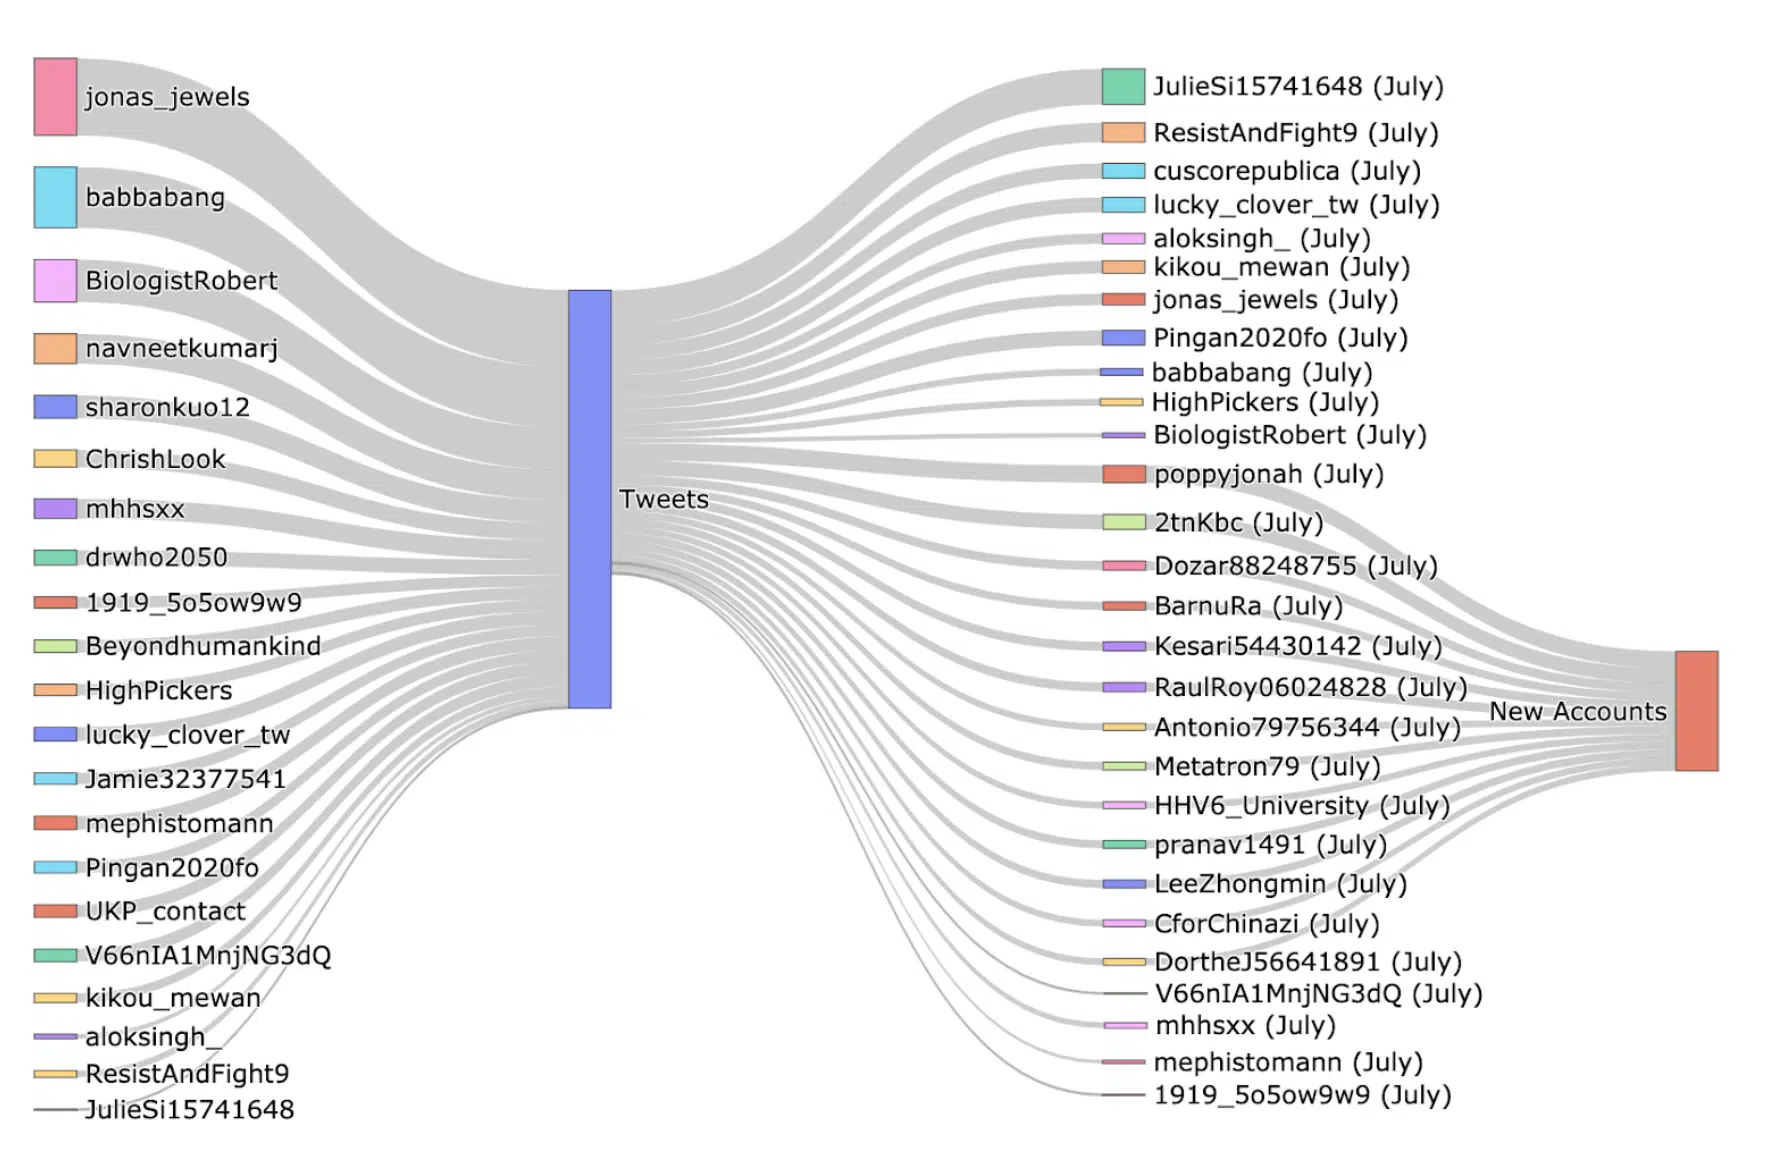 jonas_jewels
babbabang
BiologistRobert
navneetkumarj
sharonkuo12
ChrishLook
mhhsxx
drwho2050
1919_5o5ow9w9
Beyondhumankind
HighPickers
lucky_clover_tw
Jamie32377541
mephistomann
Pingan2020fo
UKP_contact
V66nIA1MnjNG3dQ
kikou_mewan
aloksingh_
ResistAndFight9
JulieSi15741648
Tweets
JulieSi15741648 (July)
ResistAndFight9 (July)
cuscorepublica (July)
lucky_clover_tw (July)
aloksingh_ (July)
kikou_mewan (July)
jonas_jewels (July)
Pingan2020fo (July)
babbabang (July)
HighPickers (July)
BiologistRobert (July)
poppyjonah (July)
2tnKbc (July)
Dozar88248755 (July)
BarnuRa (July)
Kesari54430142 (July)
RaulRoy06024828 (July)
Antonio79756344 (July)
Metatron79 (July)
HHV6_University (July)
pranav1491 (July)
LeeZhongmin (July)
CforChinazi (July)
DortheJ56641891 (July)
V66nIA1MnjNG3dQ (July)
mhhsxx (July)
mephistomann (July)
1919_5o5ow9w9 (July)
New Accounts